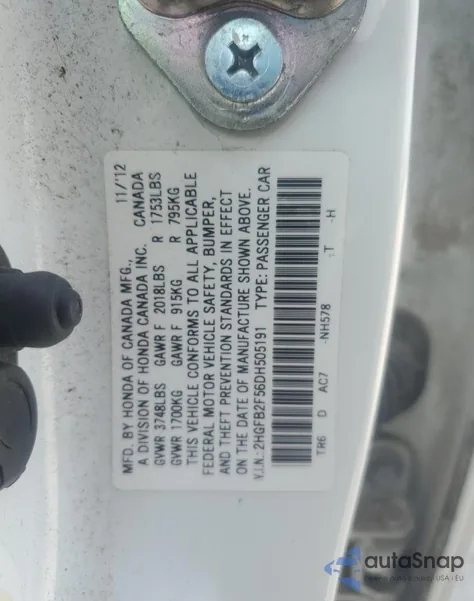 MFD. BY HONDA OF CANADA MFG., 11/'12
A DIVISION OF HONDA CANADA INC. CANADA
GVWR 3748LBS GAWR F 2018LBS R 1753LBS
GVWR 1700KG GAWR F 915KG R 795KG
THIS VEHICLE CONFORMS TO ALL APPLICABLE
FEDERAL MOTOR VEHICLE SAFETY, BUMPER,
AND THEFT PREVENTION STANDARDS IN EFFECT
ON THE DATE OF MANUFACTURE SHOWN ABOVE.
V.I.N.: 2HGFB2F56DH505191 TYPE: PASSENGER CAR
TR6 D AC7 -NH578 -T -H
autoSnap